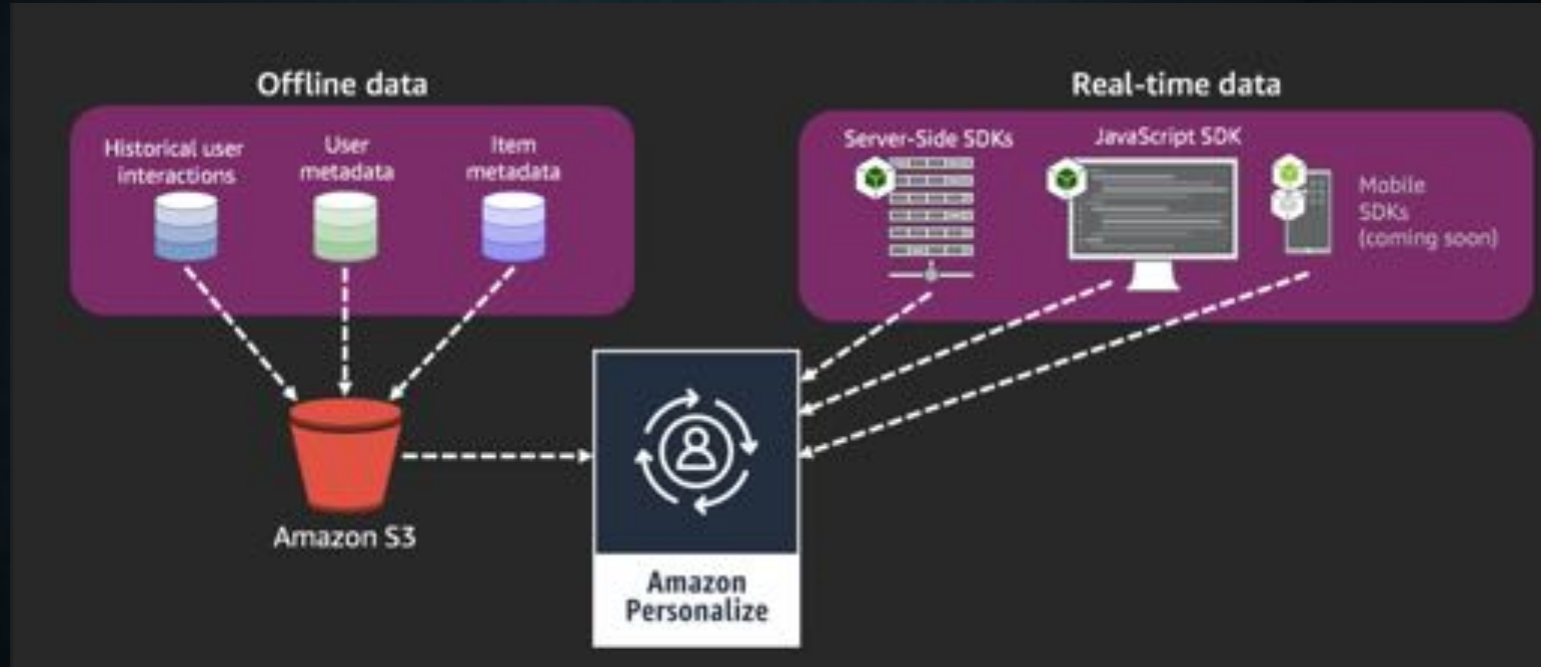 Offline data
Historical user
interactions
User
metadata
Item
metadata
Amazon S3
Real-time data
Server-Side SDKs
JavaScript SDK
Mobile
SDKs
(coming soon)
Amazon
Personalize